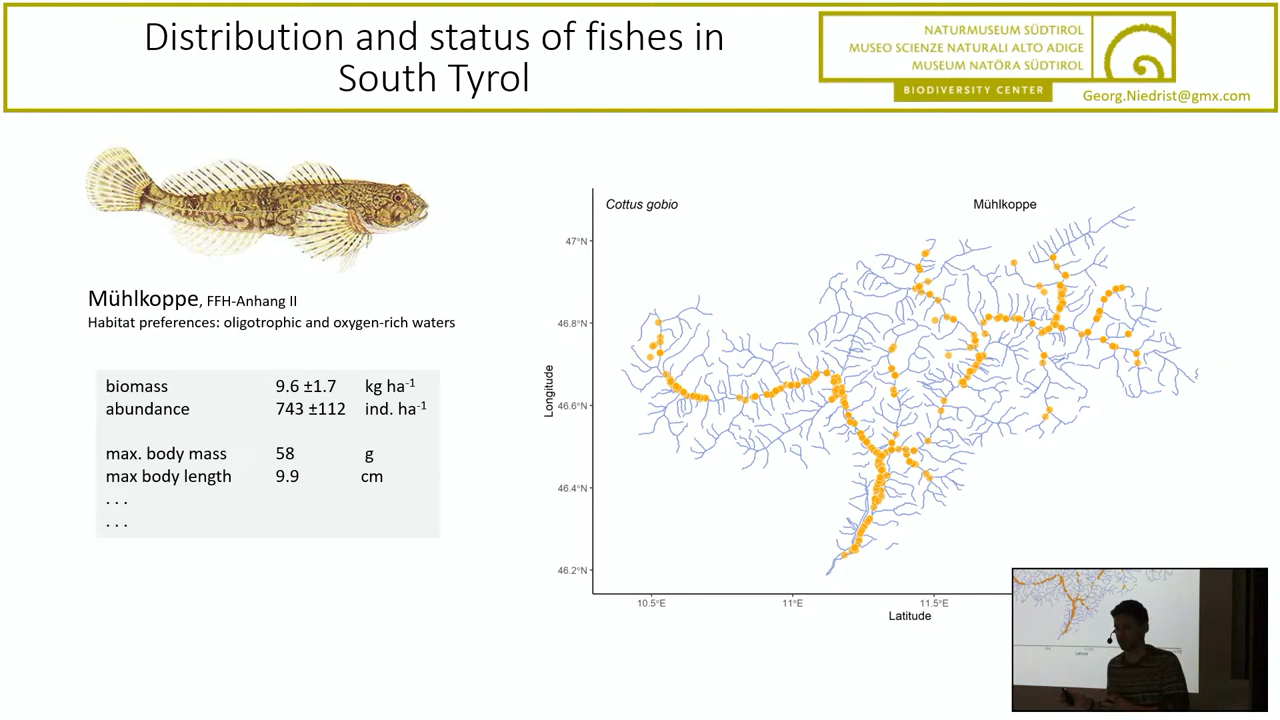 Distribution and status of fishes in
South Tyrol
NATURMUSEUM SÜDTIROL
MUSEO SCIENZE NATURALI ALTO ADIGE
MUSEUM NATÖRA SÜDTIROL
BIODIVERSITY CENTER
Georg.Niedrist@gmx.com
Mühlkoppe, FFH-Anhang II
Habitat preferences: oligotrophic and oxygen-rich waters
biomass 9.6 ±1.7 kg ha-1
abundance 743 ±112 ind. ha-1
max. body mass 58 g
max body length 9.9 cm
. . .
. . .
Cottus gobio Mühlkoppe
47°N
46.8°N
46.6°N
46.4°N
46.2°N
Longitude
10.5°E 11°E 11.5°E
Latitude